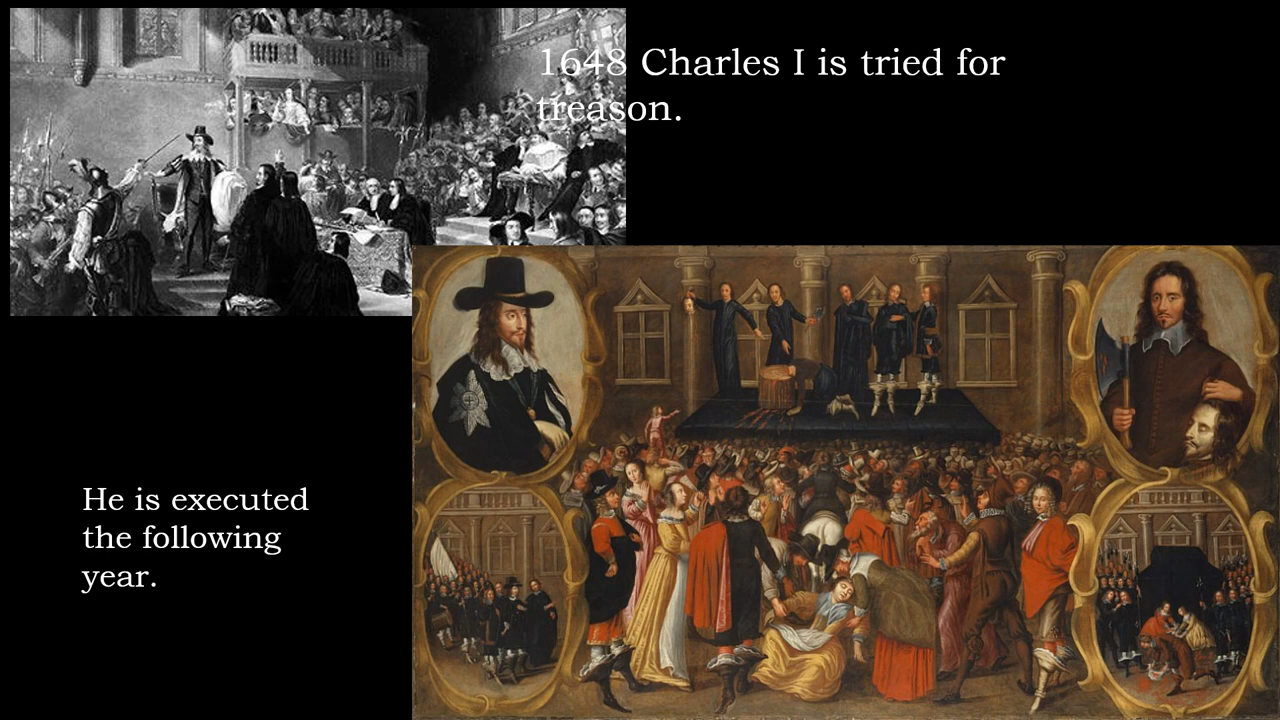 1648 Charles I is tried for
treason.
He is executed
the following
year.